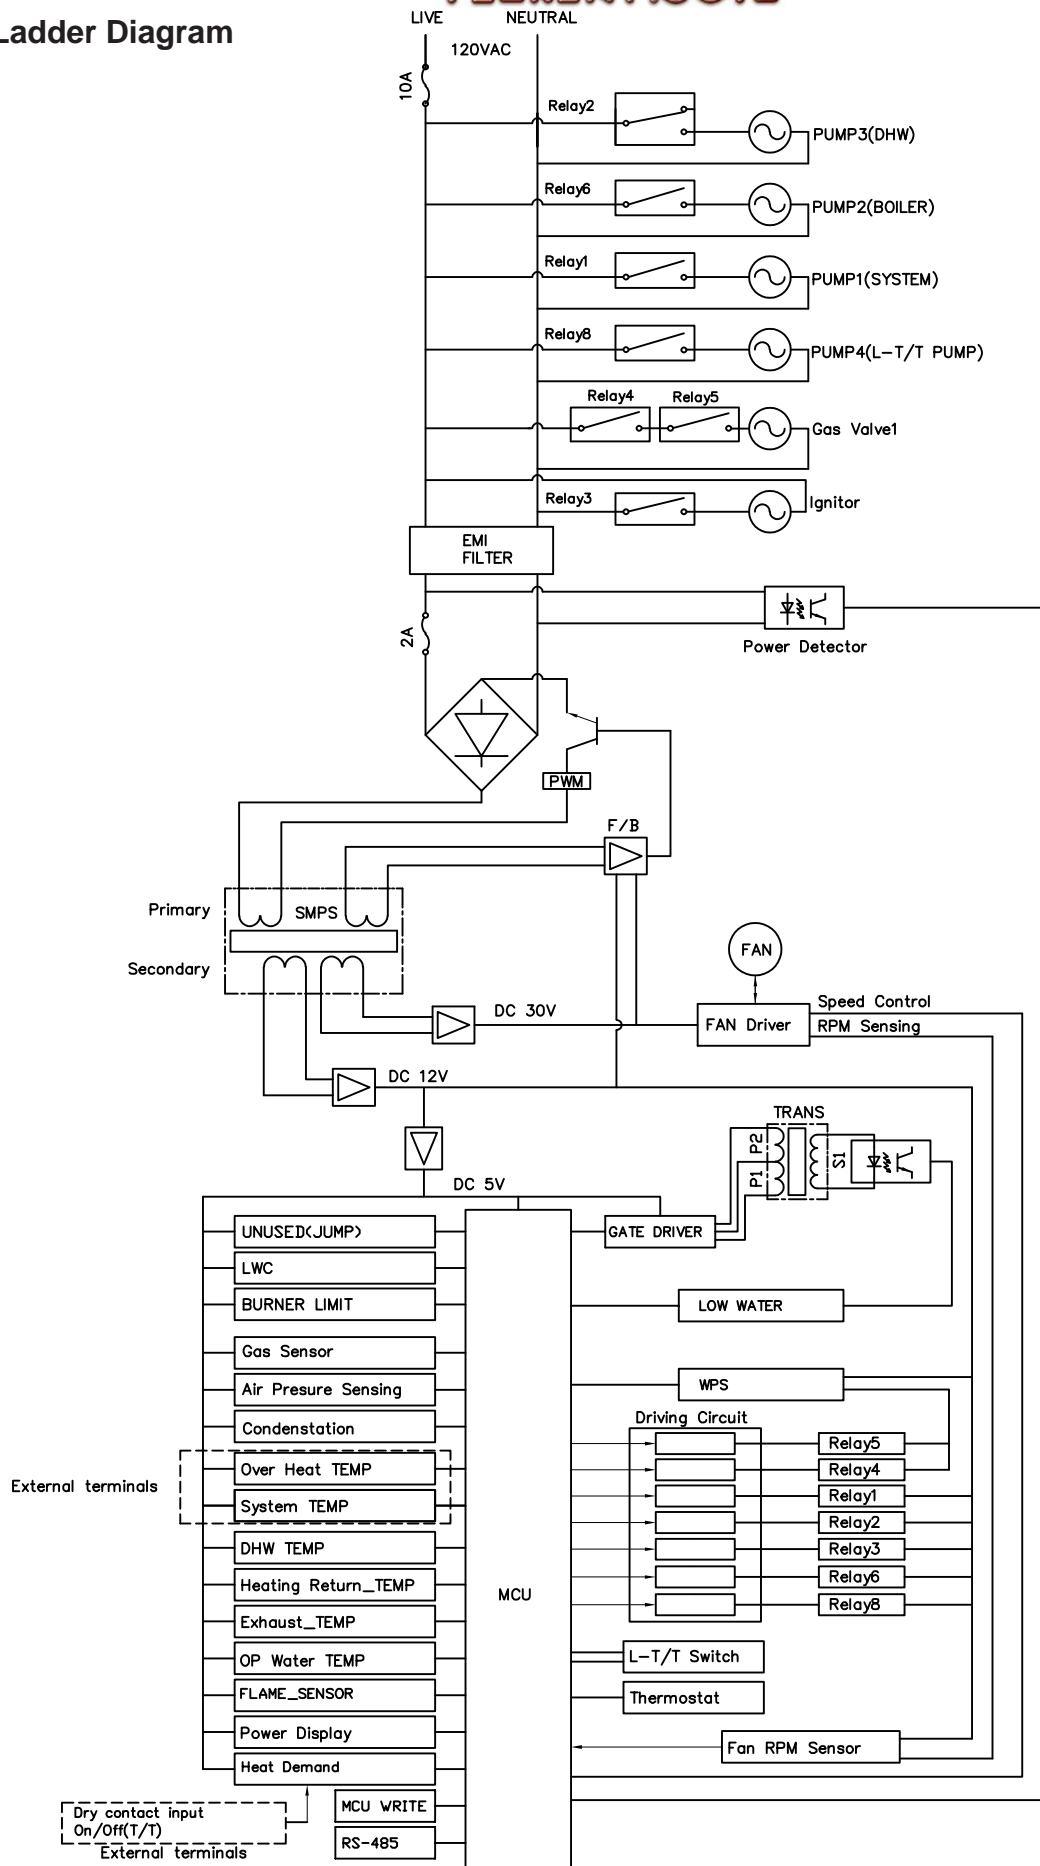 Ladder Diagram
LIVE
NEUTRAL
120VAC
10A
Relay2
PUMP3(DHW)
Relay6
PUMP2(BOILER)
Relay1
PUMP1(SYSTEM)
Relay8
PUMP4(L-T/T PUMP)
Relay4
Relay5
Gas Valve1
Relay3
Ignitor
EMI
FILTER
2A
Power Detector
PWM
F/B
Primary
SMPS
Secondary
FAN
DC 30V
FAN Driver
Speed Control
RPM Sensing
DC 12V
TRANS
P2
P1
S1
DC 5V
UNUSED(JUMP)
GATE DRIVER
LWC
BURNER LIMIT
LOW WATER
Gas Sensor
Air Presure Sensing
WPS
Condenstation
Driving Circuit
Relay5
External terminals
Over Heat TEMP
Relay4
System TEMP
Relay1
Relay2
DHW TEMP
Relay3
Heating Return_TEMP
MCU
Relay6
Exhaust_TEMP
Relay8
OP Water TEMP
L-T/T Switch
FLAME_SENSOR
Thermostat
Power Display
Fan RPM Sensor
Heat Demand
MCU WRITE
Dry contact input
On/Off(T/T)
External terminals
RS-485